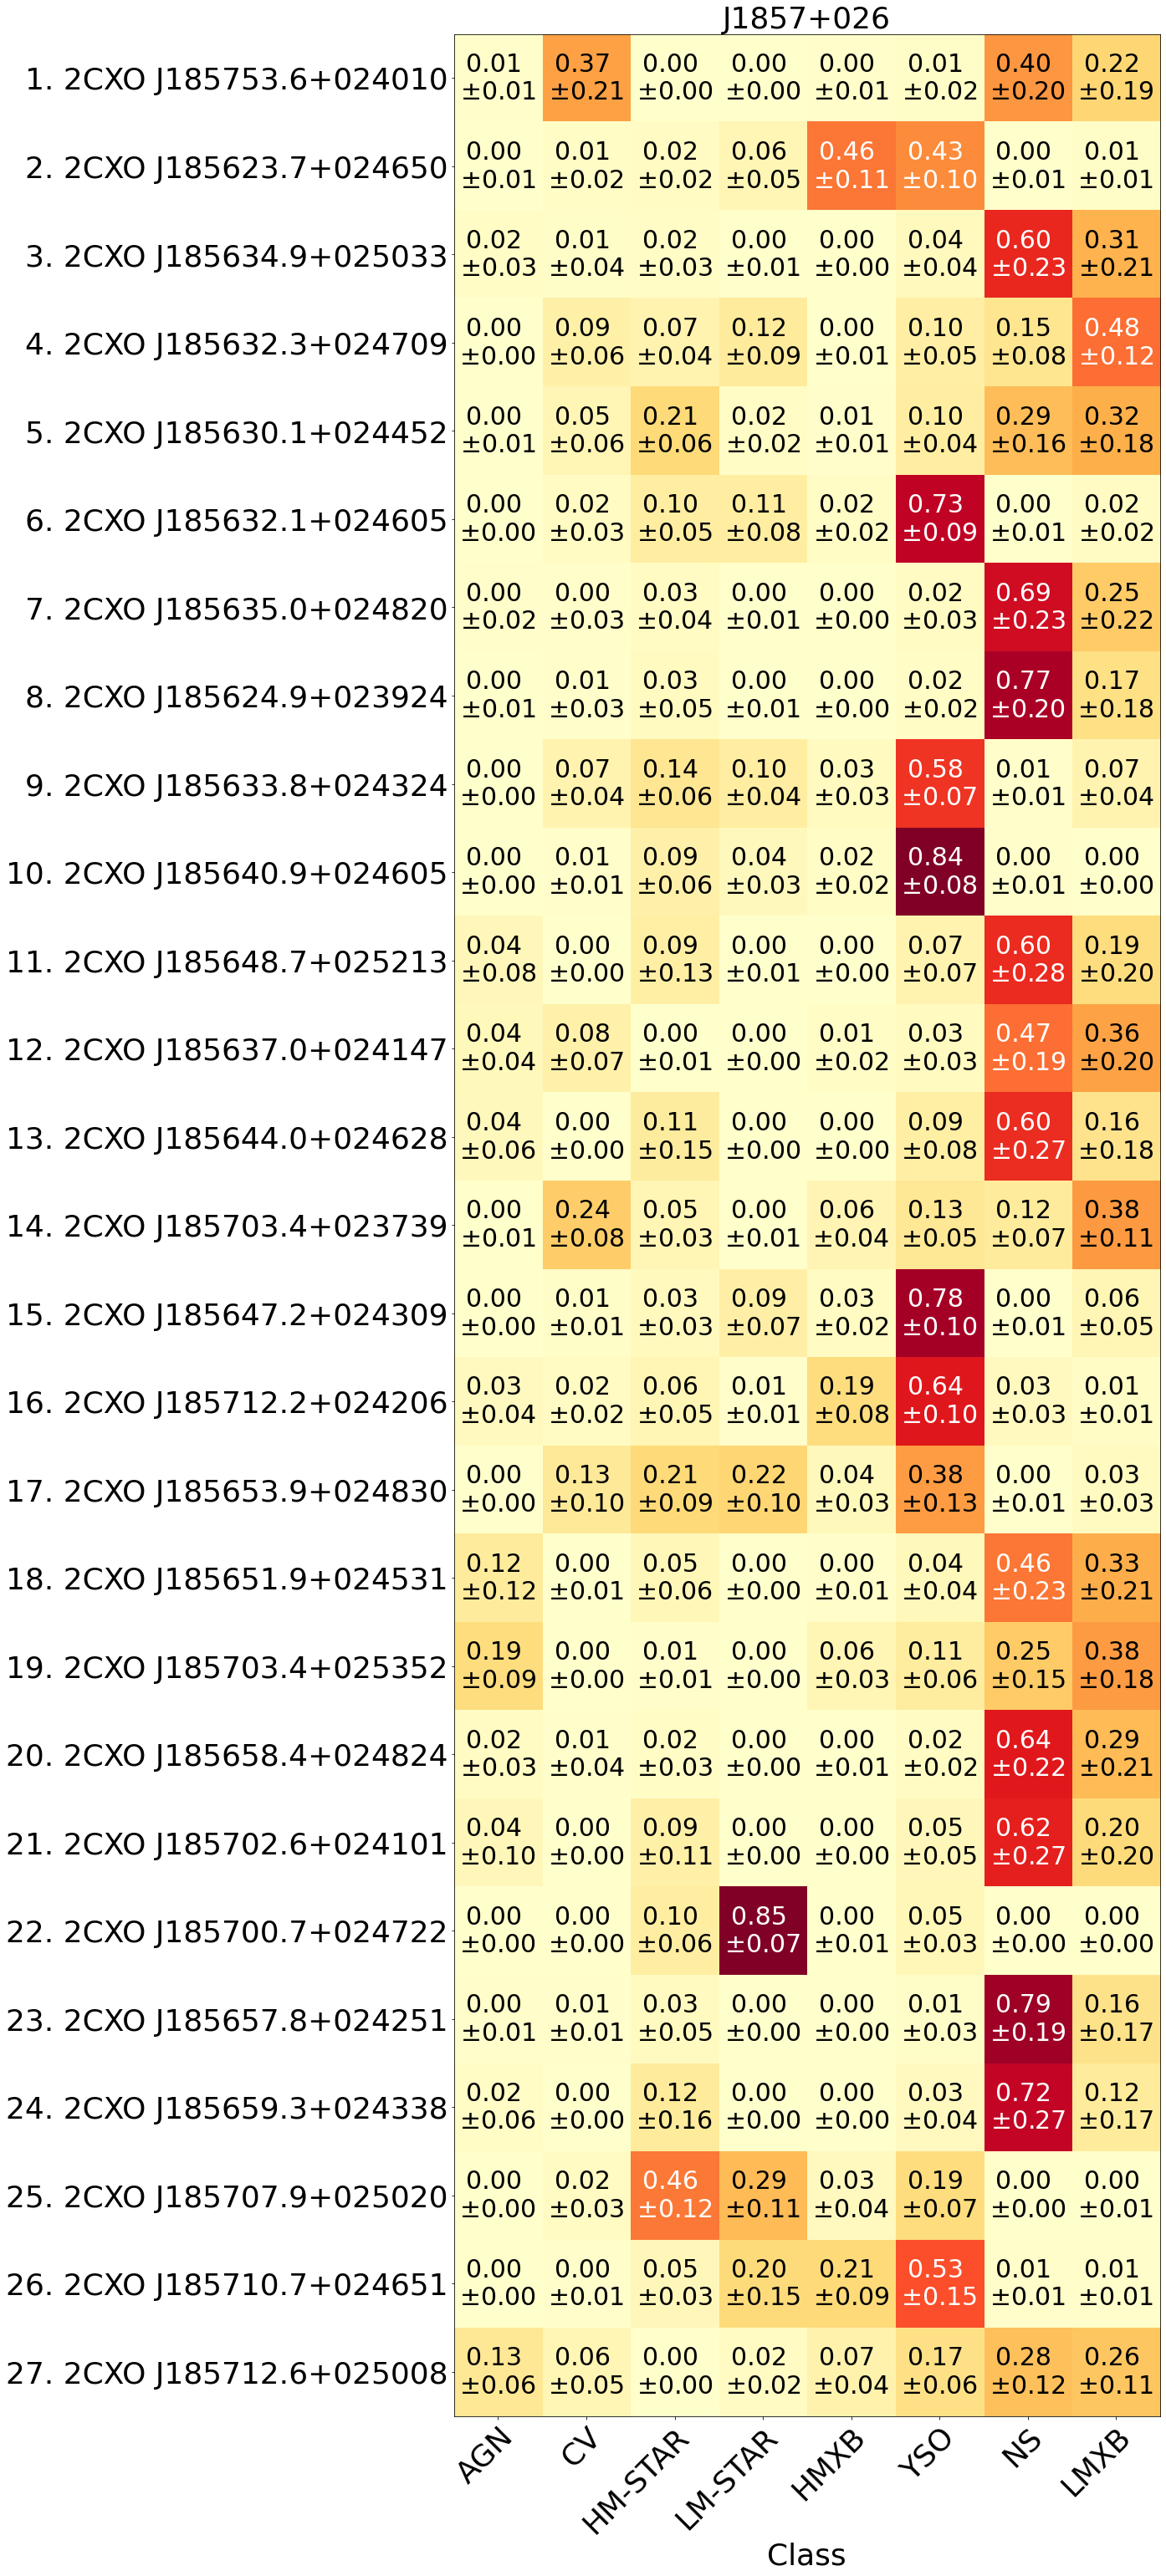 J1857+026
0.01 0.37 0.00 0.00 0.00 0.01 0.40 0.22
1. 2CXO J185753.6+024010
±0.01 ±0.21 ±0.00 ±0.00 ±0.01 ±0.02 ±0.20 ±0.19
0.00 0.01 0.02 0.06 0.46 0.43 0.00 0.01
2. 2CXO J185623.7+024650
±0.01 ±0.02 ±0.02 ±0.05 ±0.11 ±0.10 ±0.01 ±0.01
0.02 0.01 0.02 0.00 0.00 0.04 0.60 0.31
3. 2CXO J185634.9+025033
±0.03 ±0.04 ±0.03 ±0.01 ±0.00 ±0.04 ±0.23 ±0.21
0.00 0.09 0.07 0.12 0.00 0.10 0.15 0.48
4. 2CXO J185632.3+024709
±0.00 ±0.06 ±0.04 ±0.09 ±0.01 ±0.05 ±0.08 ±0.12
0.00 0.05 0.21 0.02 0.01 0.10 0.29 0.32
5. 2CXO J185630.1+024452
±0.01 ±0.06 ±0.06 ±0.02 ±0.01 ±0.04 ±0.16 ±0.18
0.00 0.02 0.10 0.11 0.02 0.73 0.00 0.02
6. 2CXO J185632.1+024605
±0.00 ±0.03 ±0.05 ±0.08 ±0.02 ±0.09 ±0.01 ±0.02
0.00 0.00 0.03 0.00 0.00 0.02 0.69 0.25
7. 2CXO J185635.0+024820
±0.02 ±0.03 ±0.04 ±0.01 ±0.00 ±0.03 ±0.23 ±0.22
0.00 0.01 0.03 0.00 0.00 0.02 0.77 0.17
8. 2CXO J185624.9+023924
±0.01 ±0.03 ±0.05 ±0.01 ±0.00 ±0.02 ±0.20 ±0.18
0.00 0.07 0.14 0.10 0.03 0.58 0.01 0.07
9. 2CXO J185633.8+024324
±0.00 ±0.04 ±0.06 ±0.04 ±0.03 ±0.07 ±0.01 ±0.04
0.00 0.01 0.09 0.04 0.02 0.84 0.00 0.00
10. 2CXO J185640.9+024605
±0.00 ±0.01 ±0.06 ±0.03 ±0.02 ±0.08 ±0.01 ±0.00
0.04 0.00 0.09 0.00 0.00 0.07 0.60 0.19
11. 2CXO J185648.7+025213
±0.08 ±0.00 ±0.13 ±0.01 ±0.00 ±0.07 ±0.28 ±0.20
0.04 0.08 0.00 0.00 0.01 0.03 0.47 0.36
12. 2CXO J185637.0+024147
±0.04 ±0.07 ±0.01 ±0.00 ±0.02 ±0.03 ±0.19 ±0.20
0.04 0.00 0.11 0.00 0.00 0.09 0.60 0.16
13. 2CXO J185644.0+024628
±0.06 ±0.00 ±0.15 ±0.00 ±0.00 ±0.08 ±0.27 ±0.18
0.00 0.24 0.05 0.00 0.06 0.13 0.12 0.38
14. 2CXO J185703.4+023739
±0.01 ±0.08 ±0.03 ±0.01 ±0.04 ±0.05 ±0.07 ±0.11
0.00 0.01 0.03 0.09 0.03 0.78 0.00 0.06
15. 2CXO J185647.2+024309
±0.00 ±0.01 ±0.03 ±0.07 ±0.02 ±0.10 ±0.01 ±0.05
0.03 0.02 0.06 0.01 0.19 0.64 0.03 0.01
16. 2CXO J185712.2+024206
±0.04 ±0.02 ±0.05 ±0.01 ±0.08 ±0.10 ±0.03 ±0.01
0.00 0.13 0.21 0.22 0.04 0.38 0.00 0.03
17. 2CXO J185653.9+024830
±0.00 ±0.10 ±0.09 ±0.10 ±0.03 ±0.13 ±0.01 ±0.03
0.12 0.00 0.05 0.00 0.00 0.04 0.46 0.33
18. 2CXO J185651.9+024531
±0.12 ±0.01 ±0.06 ±0.00 ±0.01 ±0.04 ±0.23 ±0.21
0.19 0.00 0.01 0.00 0.06 0.11 0.25 0.38
19. 2CXO J185703.4+025352
±0.09 ±0.00 ±0.01 ±0.00 ±0.03 ±0.06 ±0.15 ±0.18
0.02 0.01 0.02 0.00 0.00 0.02 0.64 0.29
20. 2CXO J185658.4+024824
±0.03 ±0.04 ±0.03 ±0.00 ±0.01 ±0.02 ±0.22 ±0.21
0.04 0.00 0.09 0.00 0.00 0.05 0.62 0.20
21. 2CXO J185702.6+024101
±0.10 ±0.00 ±0.11 ±0.00 ±0.00 ±0.05 ±0.27 ±0.20
0.00 0.00 0.10 0.85 0.00 0.05 0.00 0.00
22. 2CXO J185700.7+024722
±0.00 ±0.00 ±0.06 ±0.07 ±0.01 ±0.03 ±0.00 ±0.00
0.00 0.01 0.03 0.00 0.00 0.01 0.79 0.16
23. 2CXO J185657.8+024251
±0.01 ±0.01 ±0.05 ±0.00 ±0.00 ±0.03 ±0.19 ±0.17
0.02 0.00 0.12 0.00 0.00 0.03 0.72 0.12
24. 2CXO J185659.3+024338
±0.06 ±0.00 ±0.16 ±0.00 ±0.00 ±0.04 ±0.27 ±0.17
0.00 0.02 0.46 0.29 0.03 0.19 0.00 0.00
25. 2CXO J185707.9+025020
±0.00 ±0.03 ±0.12 ±0.11 ±0.04 ±0.07 ±0.00 ±0.01
0.00 0.00 0.05 0.20 0.21 0.53 0.01 0.01
26. 2CXO J185710.7+024651
±0.00 ±0.01 ±0.03 ±0.15 ±0.09 ±0.15 ±0.01 ±0.01
0.13 0.06 0.00 0.02 0.07 0.17 0.28 0.26
27. 2CXO J185712.6+025008
±0.06 ±0.05 ±0.00 ±0.02 ±0.04 ±0.06 ±0.12 ±0.11
AGN CV HM-STAR LM-STAR HMXB YSO NS LMXB
Class